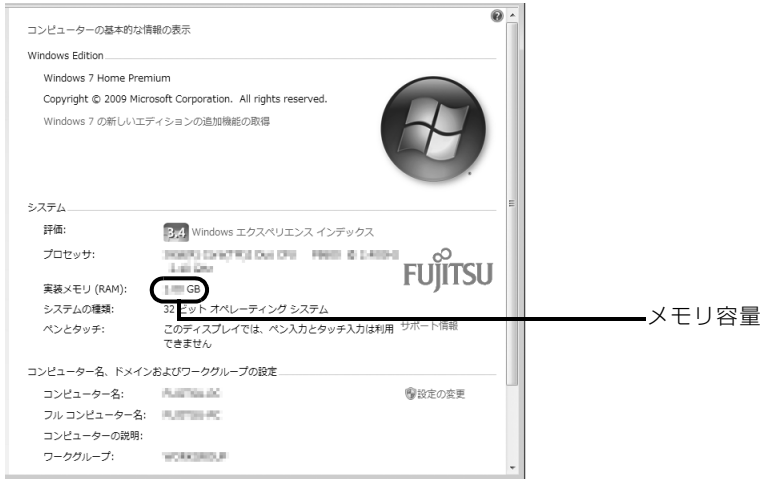 コンピューターの基本的な情報の表示
Windows Edition
Windows 7 Home Premium
Copyright © 2009 Microsoft Corporation. All rights reserved.
Windows 7 の新しいエディションの追加機能の取得
システム
評価: 3.4 Windows エクスペリエンス インデックス
プロセッサ:
FUJITSU
実装メモリ (RAM): GB
システムの種類: 32 ビット オペレーティング システム
メモリ容量
ペンとタッチ: このディスプレイでは、ペン入力とタッチ入力は利用できません
サポート情報
コンピューター名、ドメインおよびワークグループの設定
コンピューター名:
設定の変更
フル コンピューター名:
コンピューターの説明:
ワークグループ: WORKGROUP